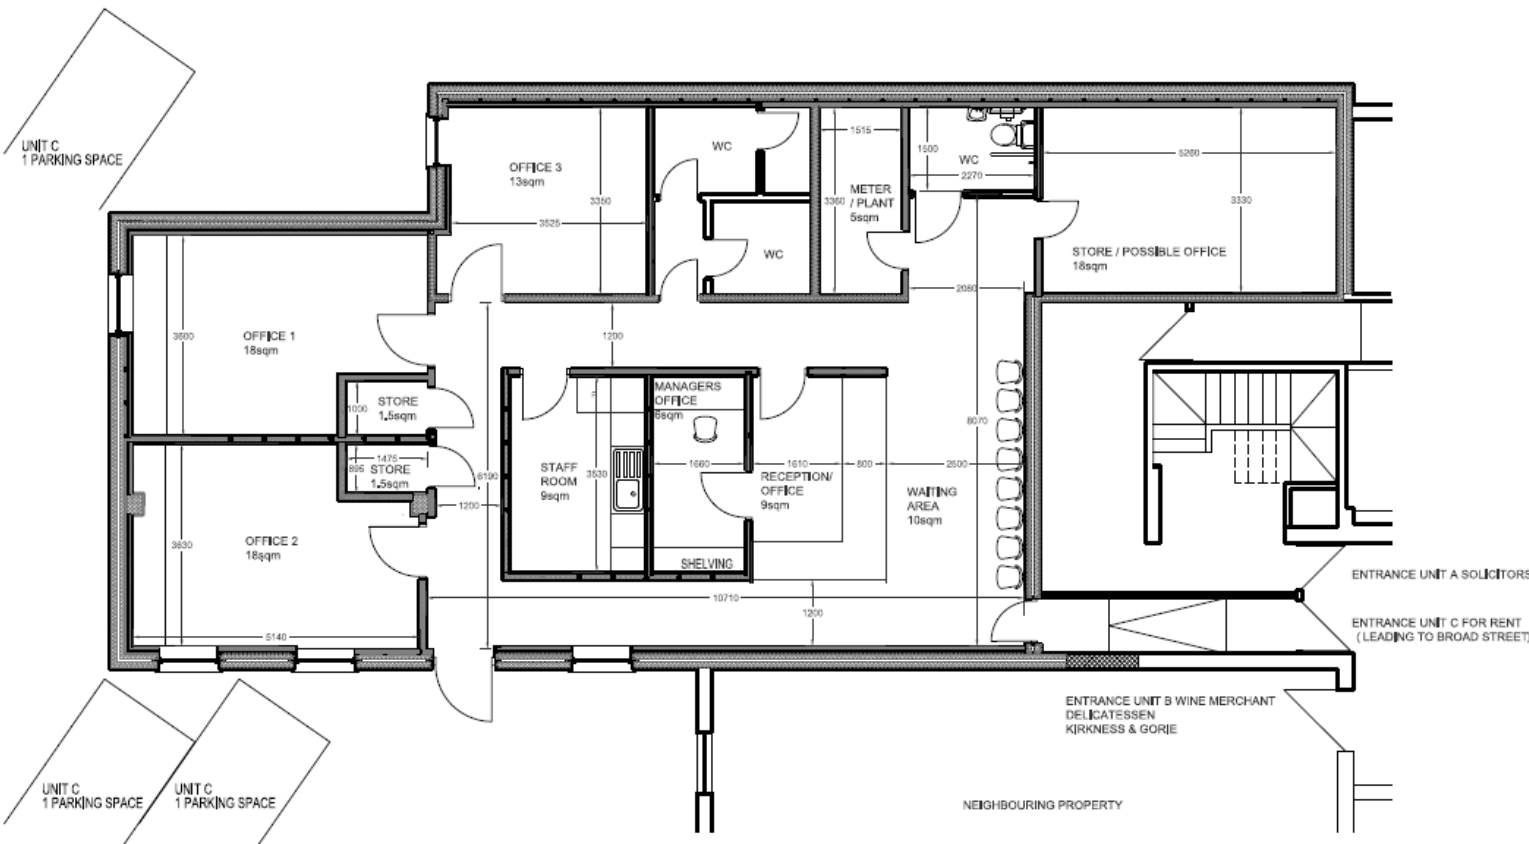 UNIT C
1 PARKING SPACE
OFFICE 3
13sqm
3350
3525
WC
WC
1515
3360
METER
/ PLANT
5sqm
1500
WC
2270
5260
3330
STORE / POSSIBLE OFFICE
18sqm
2080
3600
OFFICE 1
18sqm
1200
STORE
1.5sqm
1000
1475
895
STORE
1.5sqm
6190
1200
STAFF
ROOM
9sqm
3530
MANAGERS
OFFICE
6sqm
1660
SHELVING
1610
800
RECEPTION/
OFFICE
9sqm
8070
2600
WAITING
AREA
10sqm
3630
OFFICE 2
18sqm
5140
10710
1200
ENTRANCE UNIT A SOLICITORS
ENTRANCE UNIT C FOR RENT
( LEADING TO BROAD STREET)
ENTRANCE UNIT B WINE MERCHANT
DELICATESSEN
KIRKNESS & GORIE
UNIT C
1 PARKING SPACE
UNIT C
1 PARKING SPACE
NEIGHBOURING PROPERTY